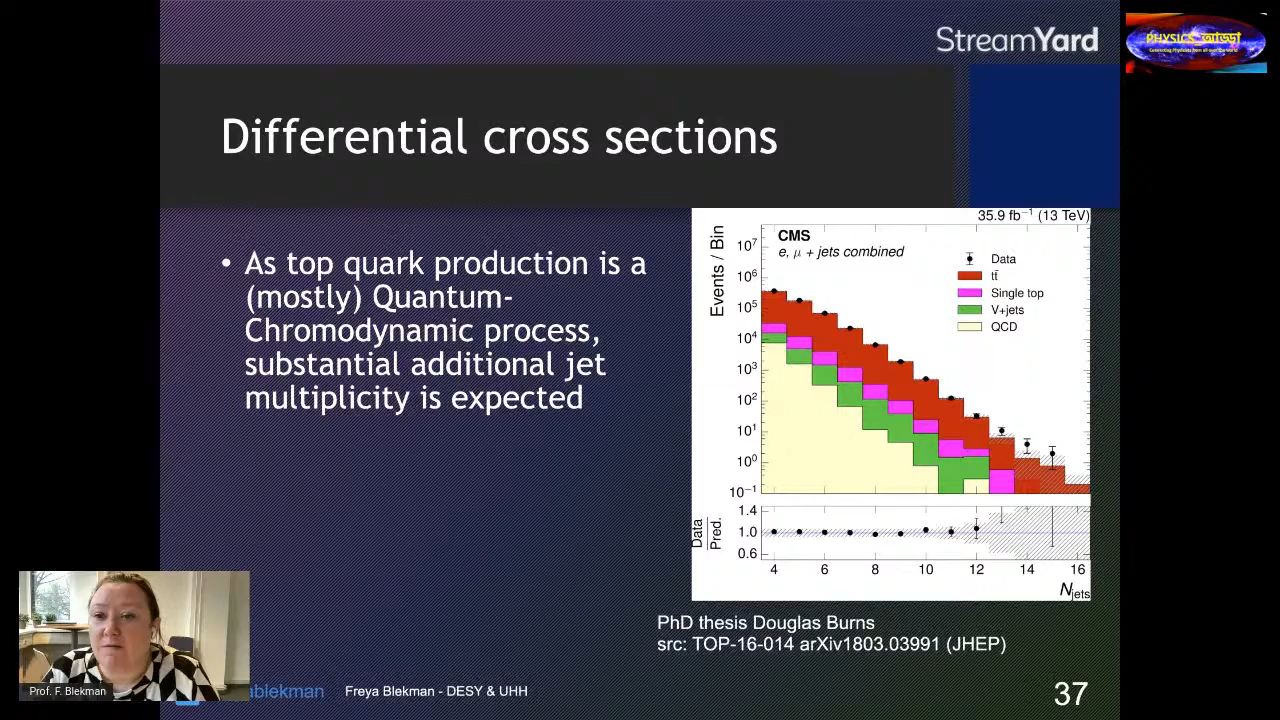 StreamYard
PHYSICS_আড্ডা
Differential cross sections
• As top quark production is a
(mostly) Quantum-
Chromodynamic process,
substantial additional jet
multiplicity is expected
35.9 fb⁻¹ (13 TeV)
CMS
e, μ + jets combined
Data
tt̄
Single top
V+jets
QCD
Events / Bin
10⁷
10⁶
10⁵
10⁴
10³
10²
10¹
10⁰
10⁻¹
Data
Pred.
1.4
1.0
0.6
4 6 8 10 12 14 16
Njets
PhD thesis Douglas Burns
src: TOP-16-014 arXiv1803.03991 (JHEP)
Prof. F. Blekman
ablekman
Freya Blekman - DESY & UHH
37